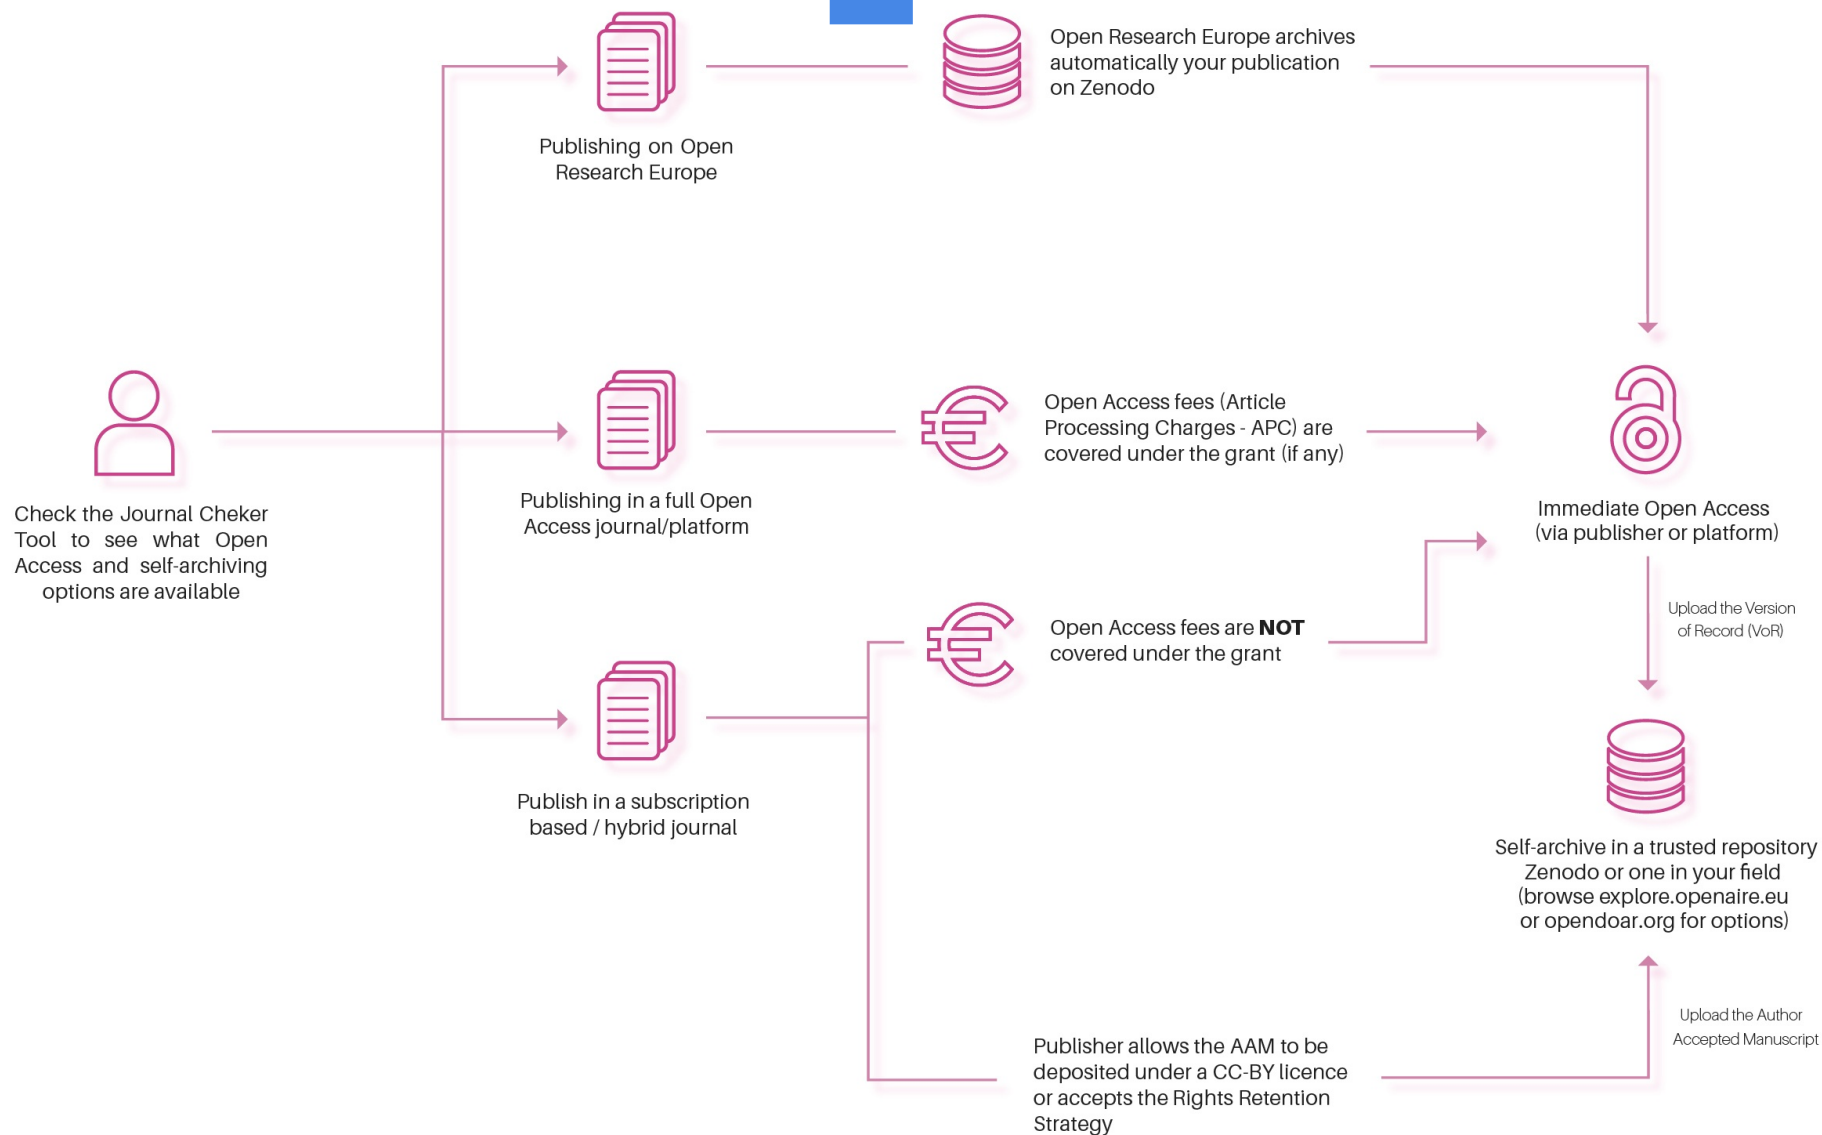 Open Research Europe archives
automatically your publication
on Zenodo
Publishing on Open
Research Europe
Open Access fees (Article
Processing Charges - APC) are
covered under the grant (if any)
Publishing in a full Open
Access journal/platform
Check the Journal Cheker
Tool to see what Open
Access and self-archiving
options are available
Immediate Open Access
(via publisher or platform)
Upload the Version
of Record (VoR)
Open Access fees are NOT
covered under the grant
Publish in a subscription
based / hybrid journal
Self-archive in a trusted repository
Zenodo or one in your field
(browse explore.openaire.eu
or opendoar.org for options)
Upload the Author
Accepted Manuscript
Publisher allows the AAM to be
deposited under a CC-BY licence
or accepts the Rights Retention
Strategy